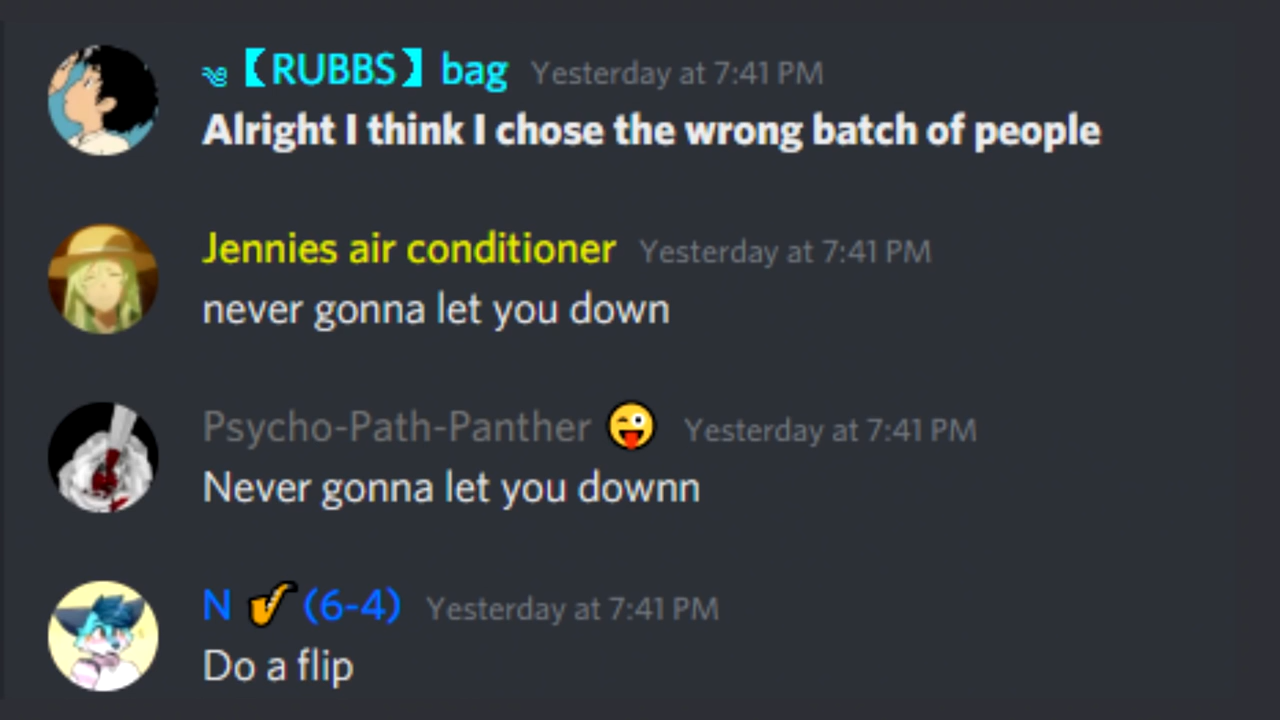 ༄【RUBBS】bag Yesterday at 7:41 PM
Alright I think I chose the wrong batch of people
Jennies air conditioner Yesterday at 7:41 PM
never gonna let you down
Psycho-Path-Panther 😜 Yesterday at 7:41 PM
Never gonna let you downn
N 🎷(6-4) Yesterday at 7:41 PM
Do a flip